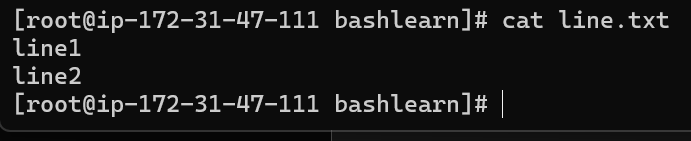 [root@ip-172-31-47-111 bashlearn]# cat line.txt
line1
line2
[root@ip-172-31-47-111 bashlearn]#